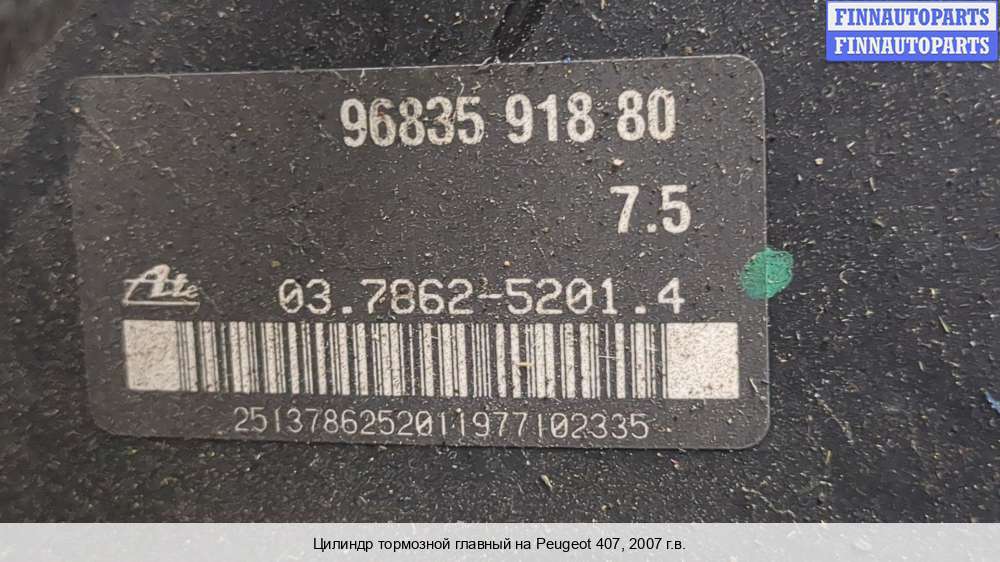 FINNAUTOPARTS
FINNAUTOPARTS
96835 918 80
7.5
Ate
03.7862-5201.4
2513786252011977102335
Цилиндр тормозной главный на Peugeot 407, 2007 г.в.